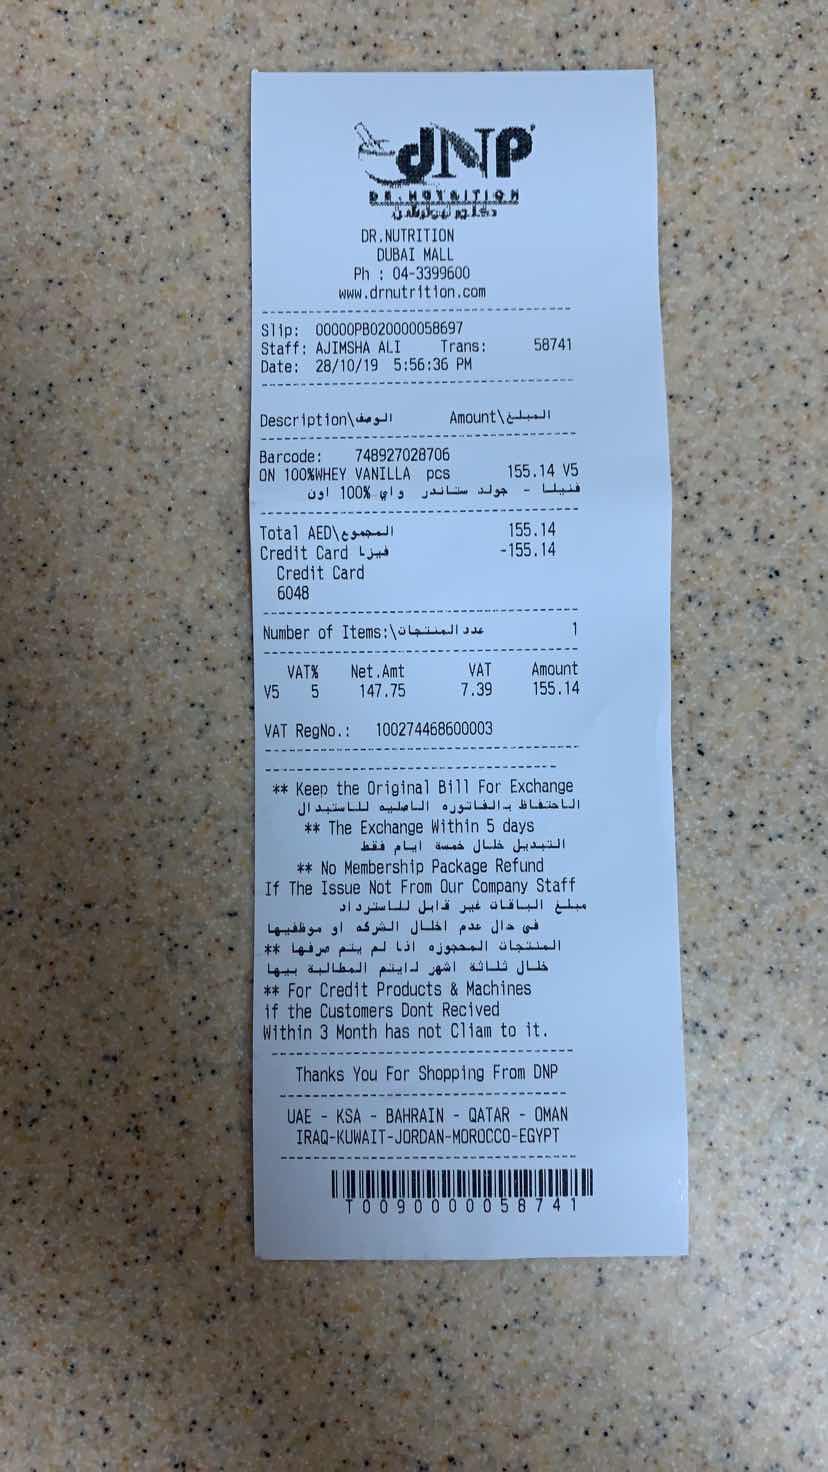 dNP
DR. NUTRITION
دكتور نيوترشن
DR.NUTRITION
DUBAI MALL
Ph : 04-3399600
www.drnutrition.com
Slip: 00000PB020000058697
Staff: AJIMSHA ALI Trans: 58741
Date: 28/10/19 5:56:36 PM
Description\الوصف Amount\المبلغ
Barcode: 748927028706
ON 100%WHEY VANILLA pcs 155.14 V5
فنيلا - جولد ستاندر واي %100 اون
Total AED\المجموع 155.14
Credit Card فيزا -155.14
Credit Card
6048
Number of Items:\عدد المنتجات 1
VAT% Net.Amt VAT Amount
V5 5 147.75 7.39 155.14
VAT RegNo.: 100274468600003
** Keep the Original Bill For Exchange
الاحتفاظ بالفاتوره الاصليه للاستبدال
** The Exchange Within 5 days
التبديل خلال خمسة ايام فقط
** No Membership Package Refund
If The Issue Not From Our Company Staff
مبلغ الباقات غير قابل للاسترداد
في حال عدم اخلال الشركه او موظفيها
المنتجات المحجوزه اذا لم يتم صرفها **
خلال ثلاثة اشهر لايتم المطالبة بيها
** For Credit Products & Machines
if the Customers Dont Recived
Within 3 Month has not Cliam to it.
Thanks You For Shopping From DNP
UAE - KSA - BAHRAIN - QATAR - OMAN
IRAQ-KUWAIT-JORDAN-MOROCCO-EGYPT
T0090000058741